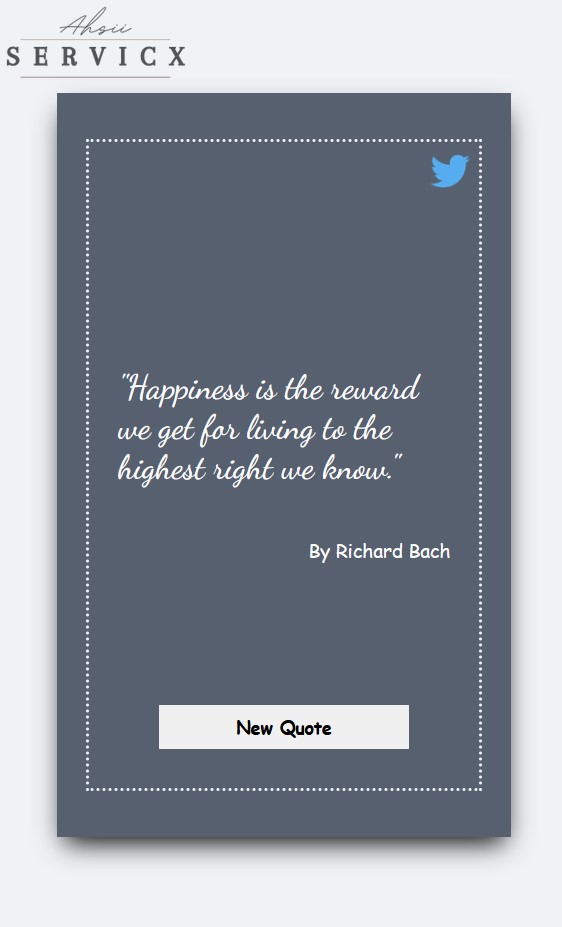 Ahsii
SERVICX
"Happiness is the reward
we get for living to the
highest right we know."
By Richard Bach
New Quote